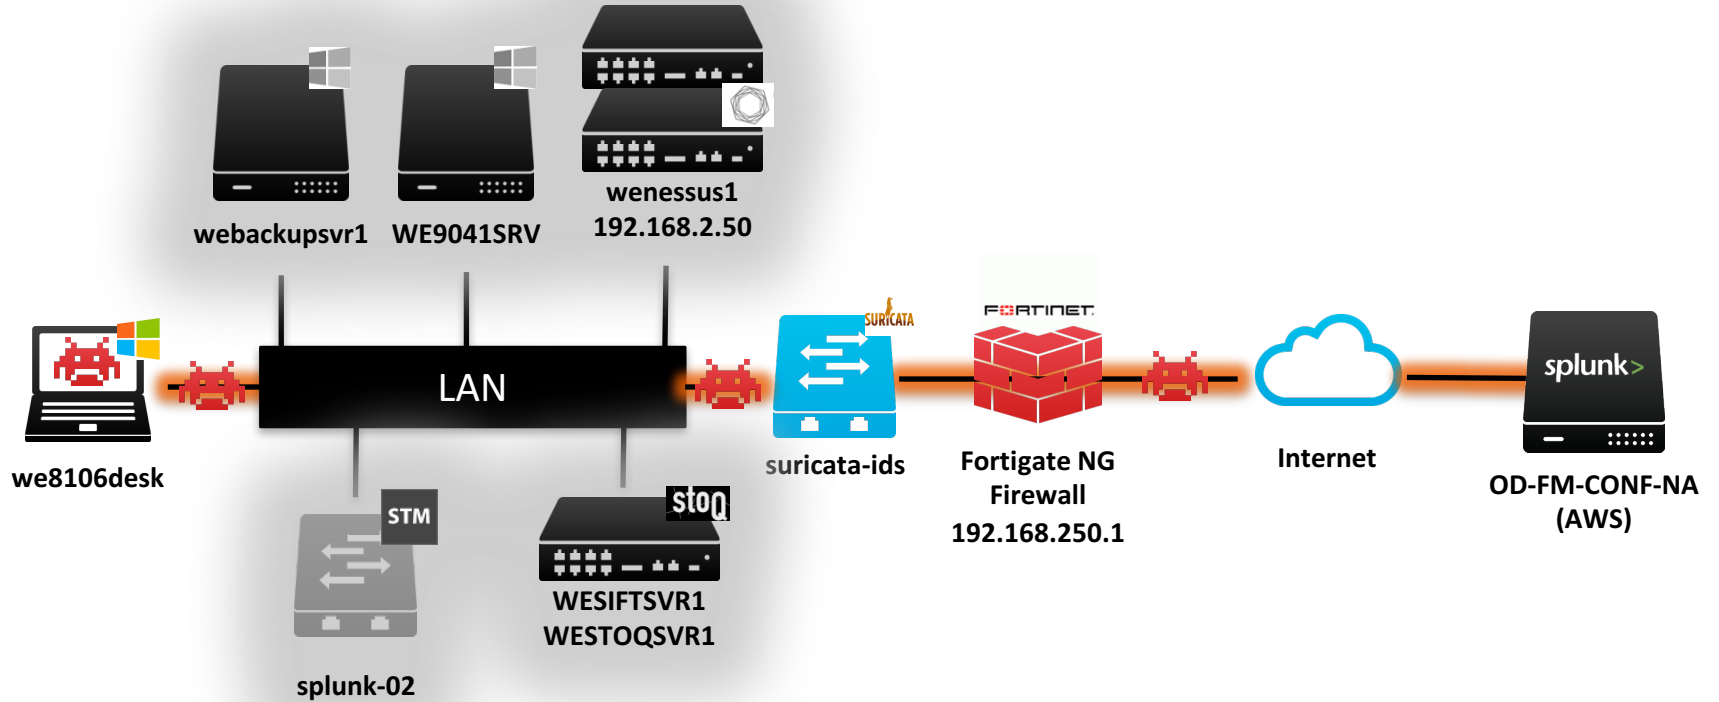 webackupsvr1
WE9041SRV
wenessus1
192.168.2.50
we8106desk
LAN
SURICATA
suricata-ids
FORTINET
Fortigate NG
Firewall
192.168.250.1
Internet
splunk>
OD-FM-CONF-NA
(AWS)
STM
splunk-02
stoQ
WESIFTSVR1
WESTOQSVR1